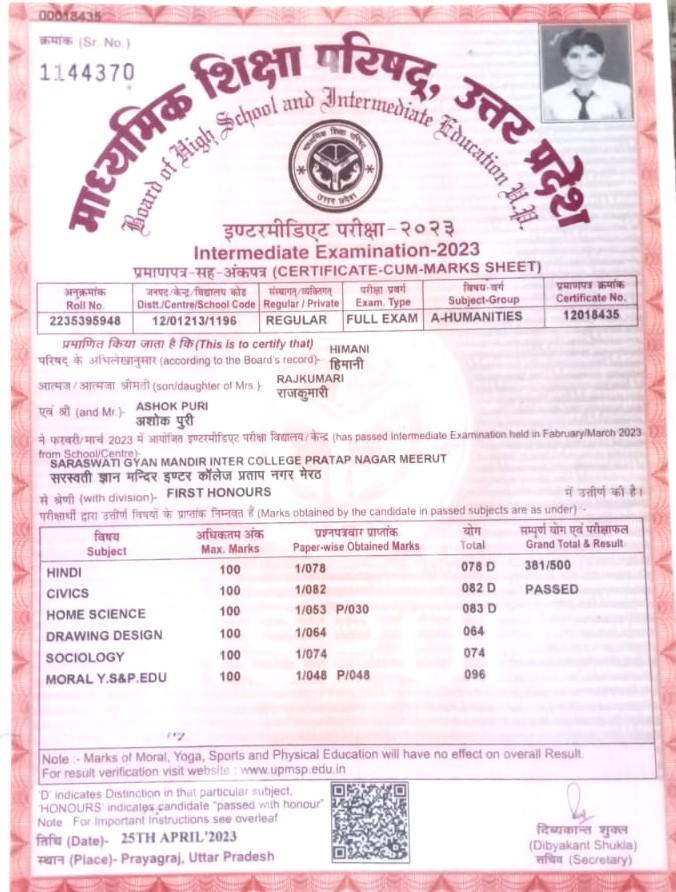 00018435
क्रमांक (Sr. No.)
1144370
माध्यमिक शिक्षा परिषद्, उत्तर प्रदेश
Board of High School and Intermediate Education U.P.
माध्यमिक शिक्षा परिषद
उत्तर प्रदेश
इण्टरमीडिएट परीक्षा-२०२३
Intermediate Examination-2023
प्रमाणपत्र-सह-अंकपत्र (CERTIFICATE-CUM-MARKS SHEET)
अनुक्रमांक जनपद/केन्द्र/विद्यालय कोड संस्थागत/व्यक्तिगत परीक्षा प्रवर्ग विषय-वर्ग प्रमाणपत्र क्रमांक
Roll No. Distt./Centre/School Code Regular / Private Exam. Type Subject-Group Certificate No.
2235395948 12/01213/1196 REGULAR FULL EXAM A-HUMANITIES 12018435
प्रमाणित किया जाता है कि (This is to certify that) HIMANI
परिषद के अभिलेखानुसार (according to the Board's record)- हिमानी
आत्मज/आत्मजा श्रीमती (son/daughter of Mrs.)- RAJKUMARI
राजकुमारी
एवं श्री (and Mr.)- ASHOK PURI
अशोक पुरी
ने फरवरी/मार्च 2023 में आयोजित इण्टरमीडिएट परीक्षा विद्यालय/केन्द्र (has passed Intermediate Examination held in Fabruary/March 2023
from School/Centre)-
SARASWATI GYAN MANDIR INTER COLLEGE PRATAP NAGAR MEERUT
सरस्वती ज्ञान मन्दिर इण्टर कॉलेज प्रताप नगर मेरठ
से श्रेणी (with division)- FIRST HONOURS में उत्तीर्ण की है।
परीक्षार्थी द्वारा उत्तीर्ण विषयों के प्राप्तांक निम्नवत हैं (Marks obtained by the candidate in passed subjects are as under) :-
विषय अधिकतम अंक प्रश्नपत्रवार प्राप्तांक योग सम्पूर्ण योग एवं परीक्षाफल
Subject Max. Marks Paper-wise Obtained Marks Total Grand Total & Result
HINDI 100 1/078 078 D 381/500
CIVICS 100 1/082 082 D PASSED
HOME SCIENCE 100 1/053 P/030 083 D
DRAWING DESIGN 100 1/064 064
SOCIOLOGY 100 1/074 074
MORAL Y.S&P.EDU 100 1/048 P/048 096
Note :- Marks of Moral, Yoga, Sports and Physical Education will have no effect on overall Result.
For result verification visit website : www.upmsp.edu.in
'D' indicates Distinction in that particular subject,
'HONOURS' indicates candidate "passed with honour"
Note For Important Instructions see overleaf
तिथि (Date)- 25TH APRIL'2023
स्थान (Place)- Prayagraj, Uttar Pradesh
दिब्यकान्त शुक्ल
(Dibyakant Shukla)
सचिव (Secretary)